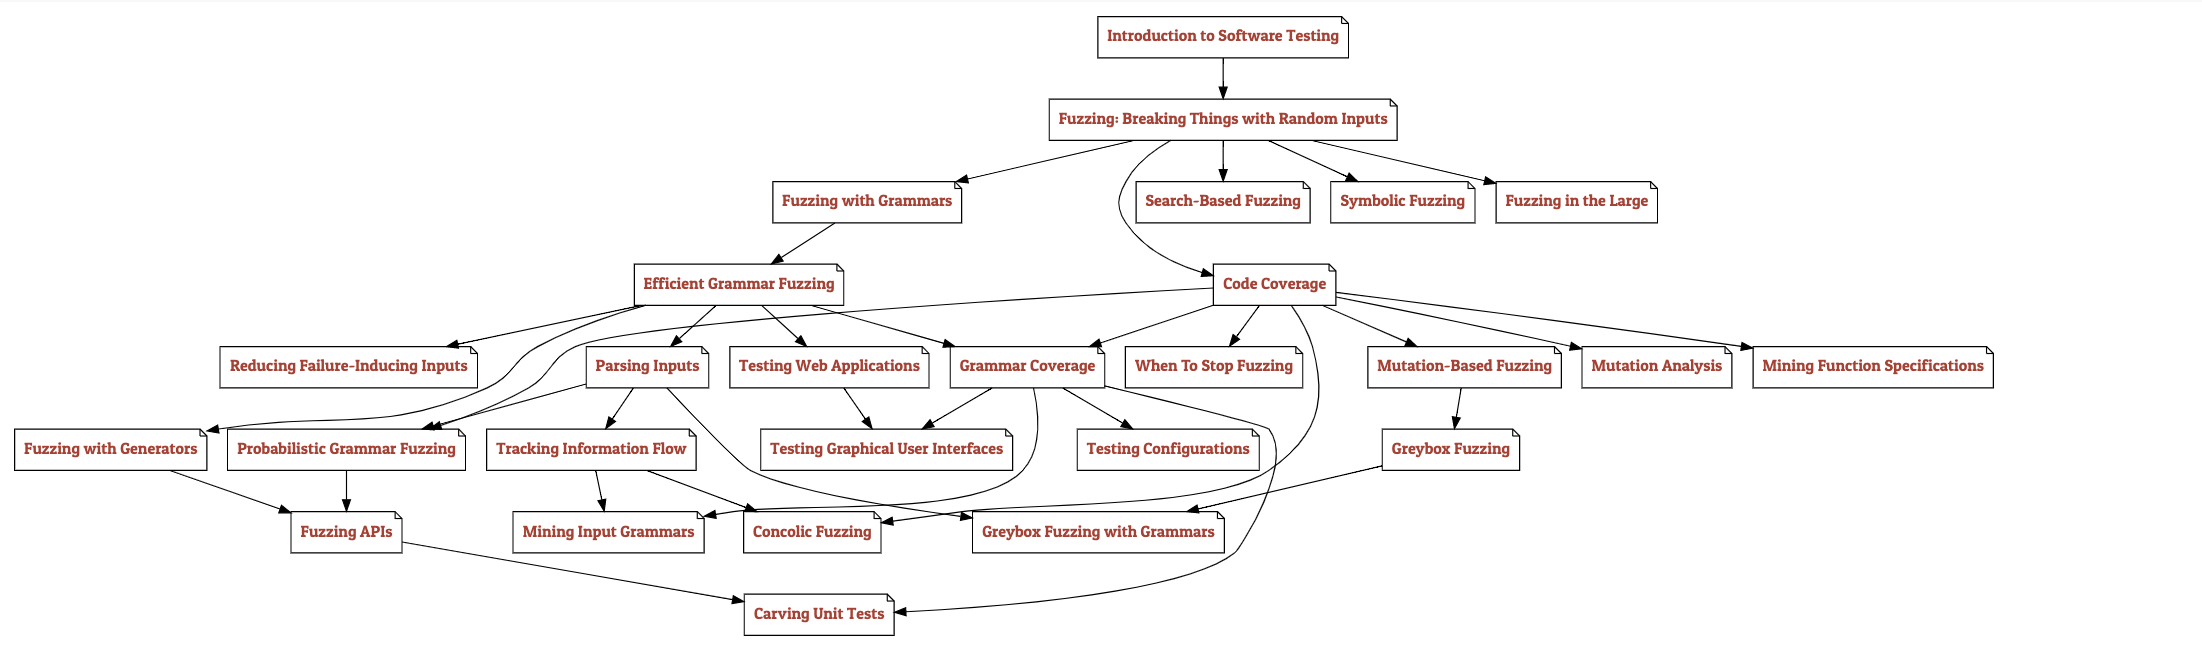 Introduction to Software Testing
Fuzzing: Breaking Things with Random Inputs
Fuzzing with Grammars
Search-Based Fuzzing
Symbolic Fuzzing
Fuzzing in the Large
Efficient Grammar Fuzzing
Code Coverage
Reducing Failure-Inducing Inputs
Parsing Inputs
Testing Web Applications
Grammar Coverage
When To Stop Fuzzing
Mutation-Based Fuzzing
Mutation Analysis
Mining Function Specifications
Fuzzing with Generators
Probabilistic Grammar Fuzzing
Tracking Information Flow
Testing Graphical User Interfaces
Testing Configurations
Greybox Fuzzing
Fuzzing APIs
Mining Input Grammars
Concolic Fuzzing
Greybox Fuzzing with Grammars
Carving Unit Tests